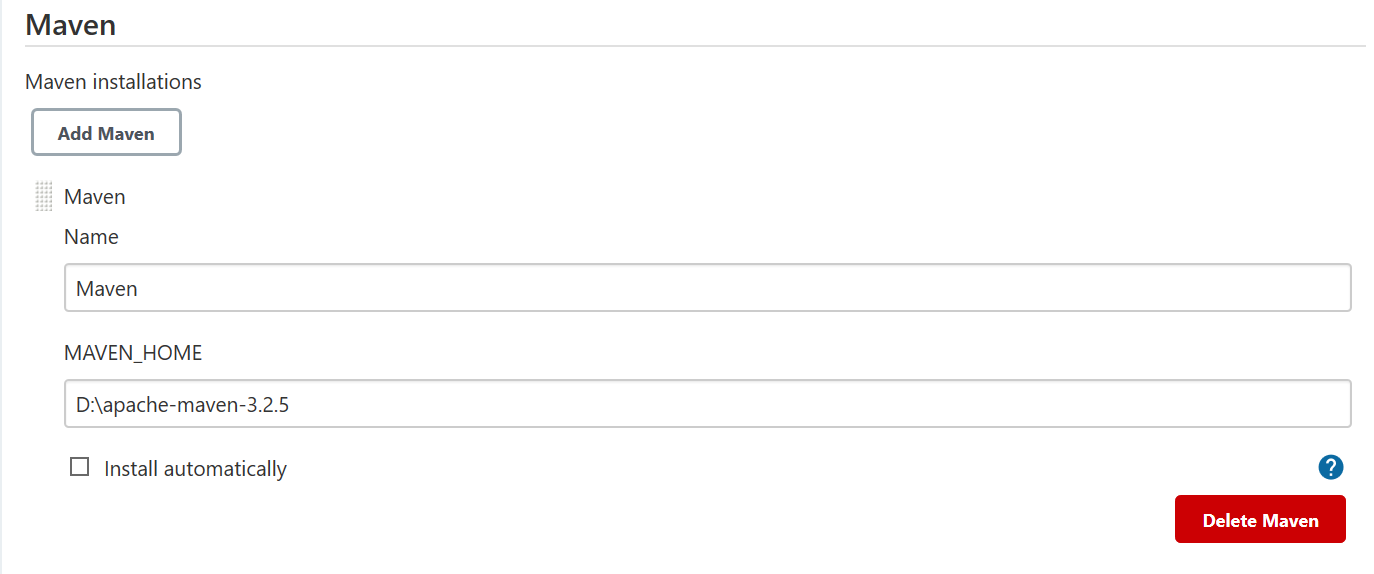 Maven
Maven installations
Add Maven
Maven
Name
Maven
MAVEN_HOME
D:\apache-maven-3.2.5
Install automatically
?
Delete Maven